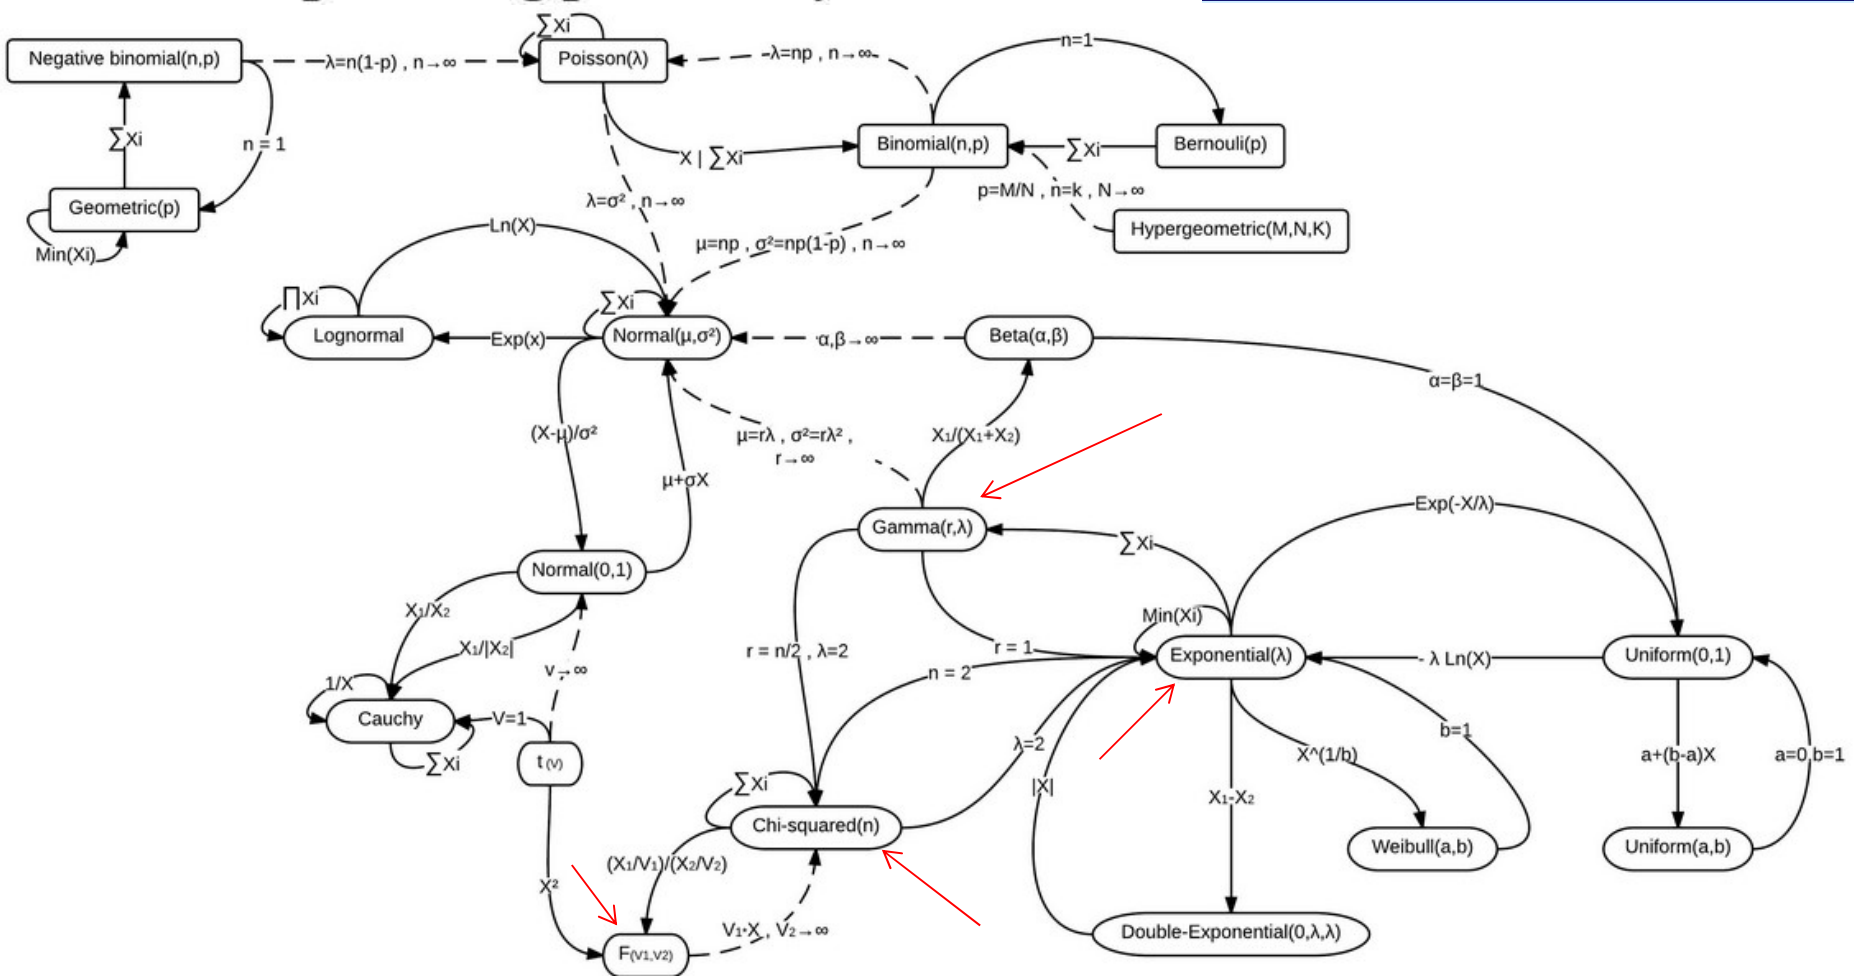 ∑Xi
Negative binomial(n,p)
λ=n(1-p) , n→∞
Poisson(λ)
λ=np , n→∞
n=1
∑Xi
n = 1
X | ∑Xi
Binomial(n,p)
∑Xi
Bernouli(p)
p=M/N , n=k , N→∞
Geometric(p)
Min(Xi)
λ=σ² , n→∞
Ln(X)
μ=np , σ²=np(1-p) , n→∞
Hypergeometric(M,N,K)
∏Xi
∑Xi
Lognormal
Exp(x)
Normal(μ,σ²)
α,β→∞
Beta(α,β)
α=β=1
(X-μ)/σ²
μ=rλ , σ²=rλ² ,
r→∞
X1/(X1+X2)
μ+σX
Exp(-X/λ)
Gamma(r,λ)
∑Xi
Normal(0,1)
X1/X2
Min(Xi)
X1/|X2|
r = n/2 , λ=2
r = 1
Exponential(λ)
- λ Ln(X)
Uniform(0,1)
v→∞
n = 2
1/X
Cauchy
V=1
∑Xi
t(V)
λ=2
b=1
X^(1/b)
a+(b-a)X
a=0,b=1
∑Xi
|X|
X1-X2
Chi-squared(n)
Weibull(a,b)
Uniform(a,b)
(X1/V1)/(X2/V2)
X²
V1*X , V2→∞
Double-Exponential(0,λ,λ)
F(V1,V2)